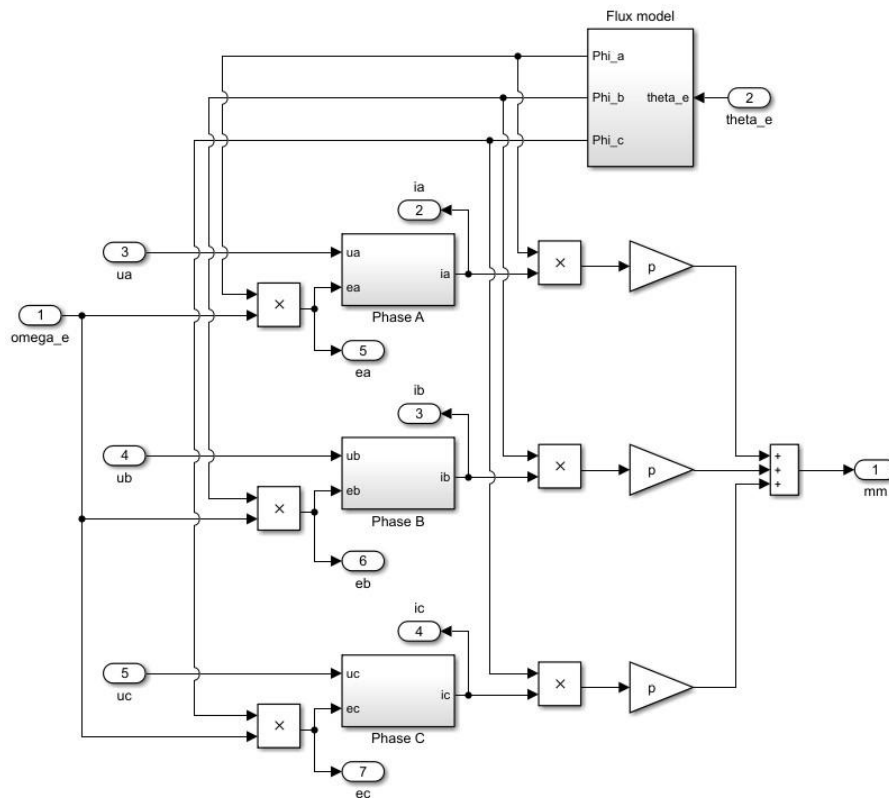 Flux model
Phi_a
Phi_b
theta_e
2
Phi_c
theta_e
ia
2
3
ua
ua
ia
×
p
ea
×
Phase A
1
omega_e
5
ea
ib
3
4
ub
ub
ib
×
p
eb
×
Phase B
+
+
+
1
mm
6
eb
ic
4
5
uc
uc
ic
×
p
ec
×
Phase C
7
ec